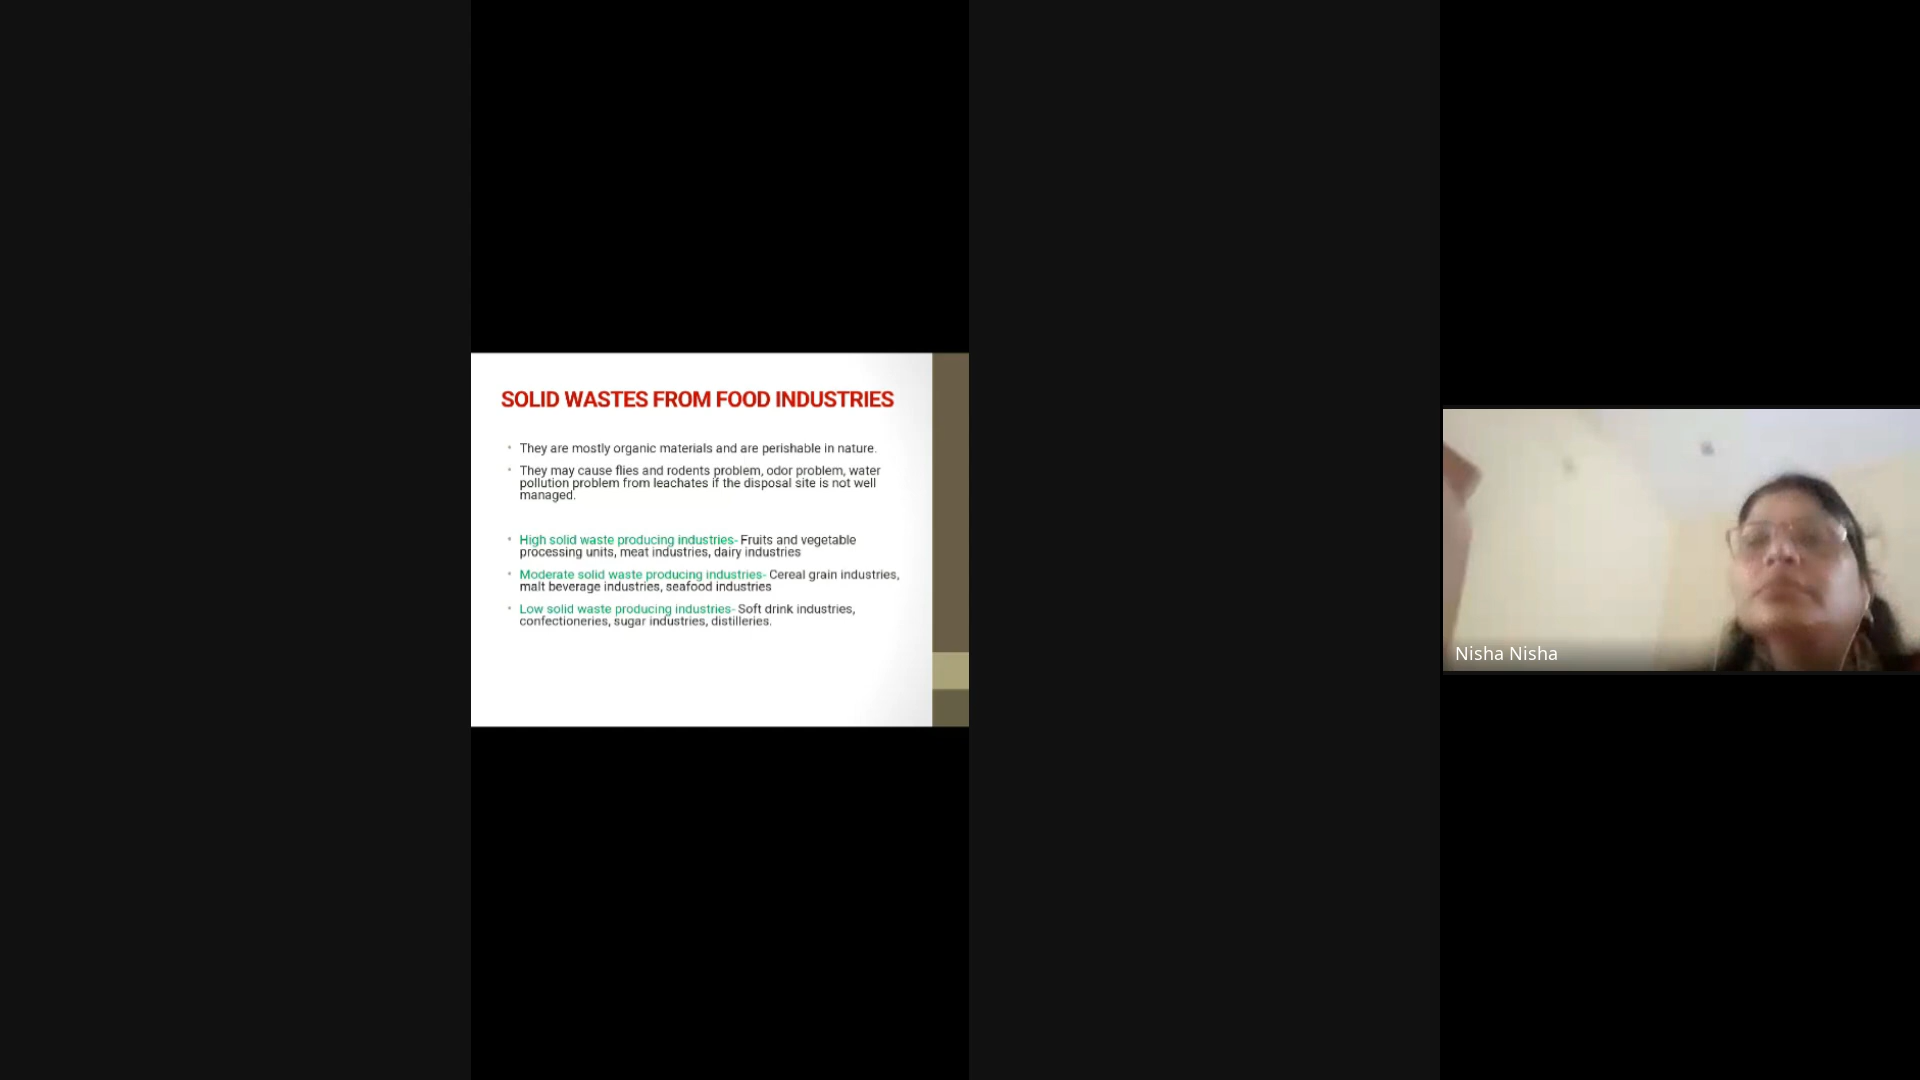 SOLID WASTES FROM FOOD INDUSTRIES
• They are mostly organic materials and are perishable in nature.
• They may cause flies and rodents problem, odor problem, water
pollution problem from leachates if the disposal site is not well
managed.
• High solid waste producing industries- Fruits and vegetable
processing units, meat industries, dairy industries
• Moderate solid waste producing industries- Cereal grain industries,
malt beverage industries, seafood industries
• Low solid waste producing industries- Soft drink industries,
confectioneries, sugar industries, distilleries.
Nisha Nisha